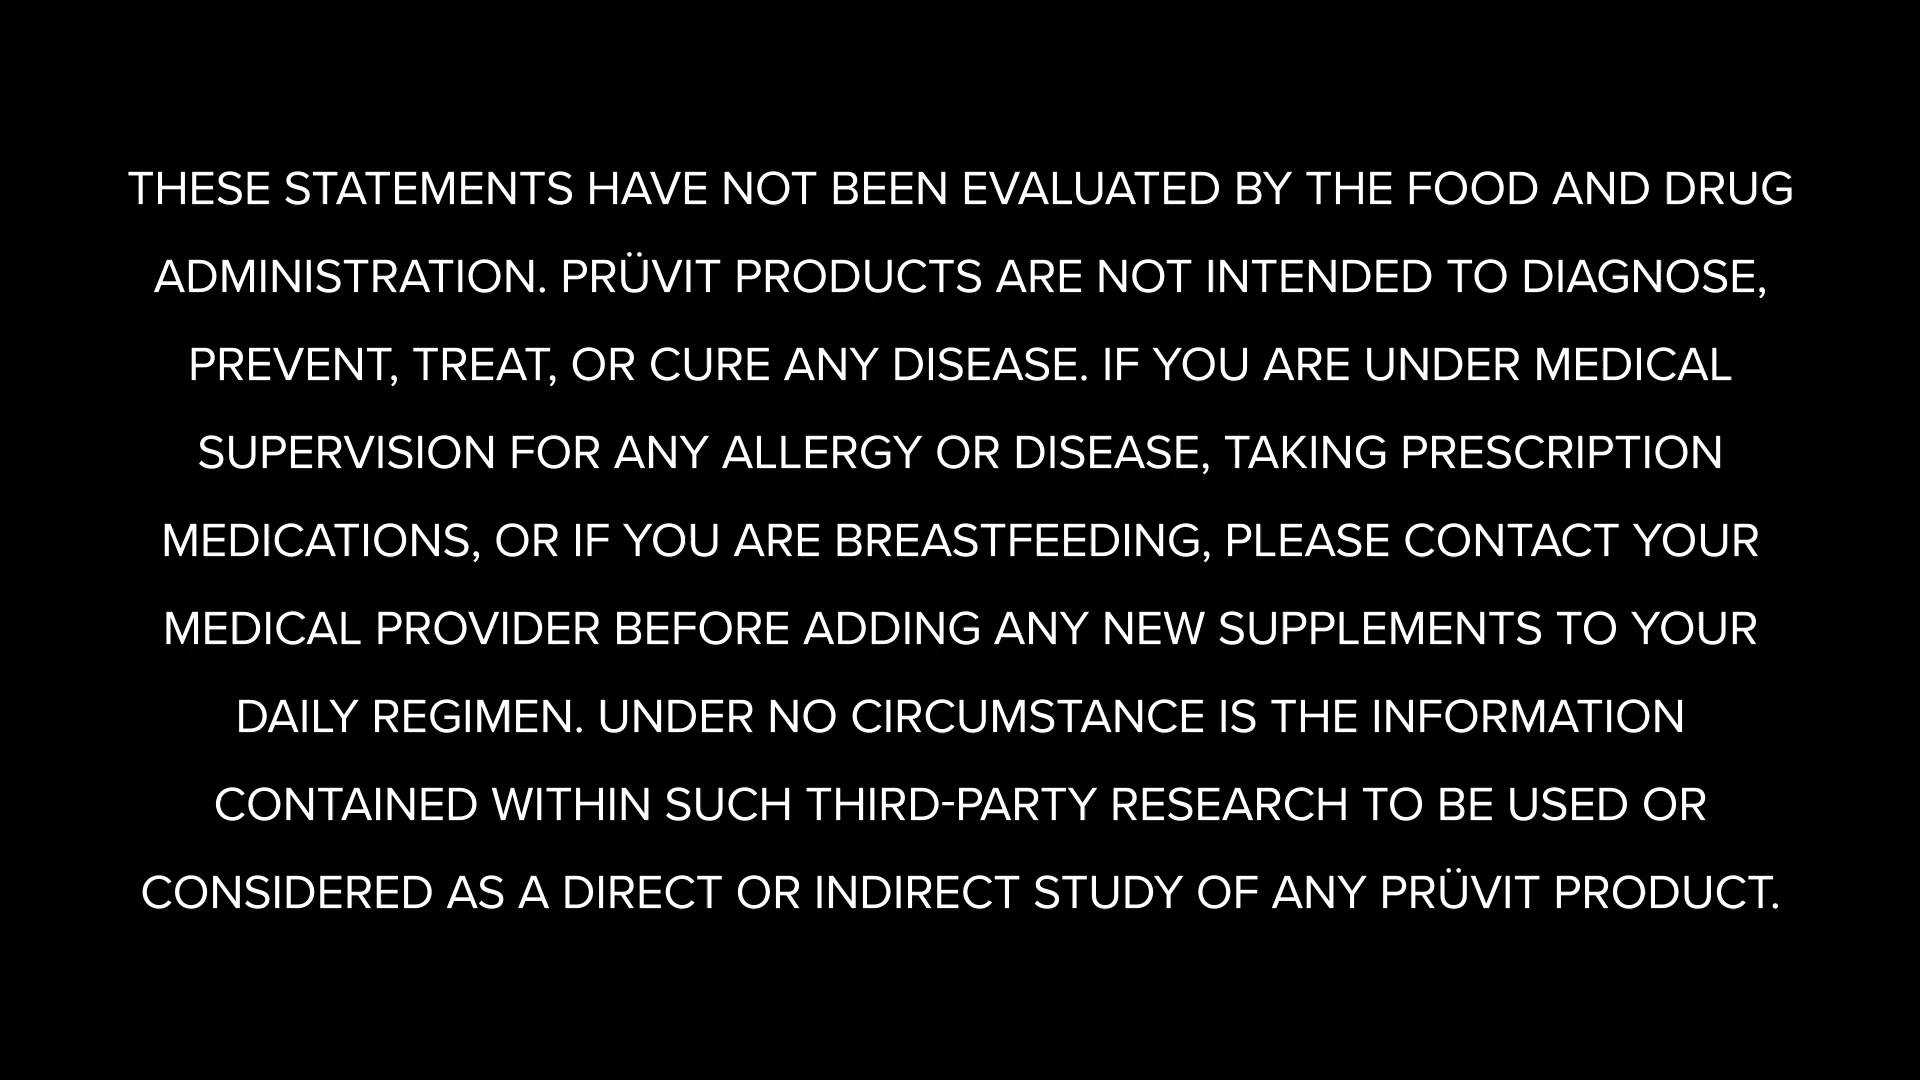 THESE STATEMENTS HAVE NOT BEEN EVALUATED BY THE FOOD AND DRUG
ADMINISTRATION. PRÜVIT PRODUCTS ARE NOT INTENDED TO DIAGNOSE,
PREVENT, TREAT, OR CURE ANY DISEASE. IF YOU ARE UNDER MEDICAL
SUPERVISION FOR ANY ALLERGY OR DISEASE, TAKING PRESCRIPTION
MEDICATIONS, OR IF YOU ARE BREASTFEEDING, PLEASE CONTACT YOUR
MEDICAL PROVIDER BEFORE ADDING ANY NEW SUPPLEMENTS TO YOUR
DAILY REGIMEN. UNDER NO CIRCUMSTANCE IS THE INFORMATION
CONTAINED WITHIN SUCH THIRD-PARTY RESEARCH TO BE USED OR
CONSIDERED AS A DIRECT OR INDIRECT STUDY OF ANY PRÜVIT PRODUCT.